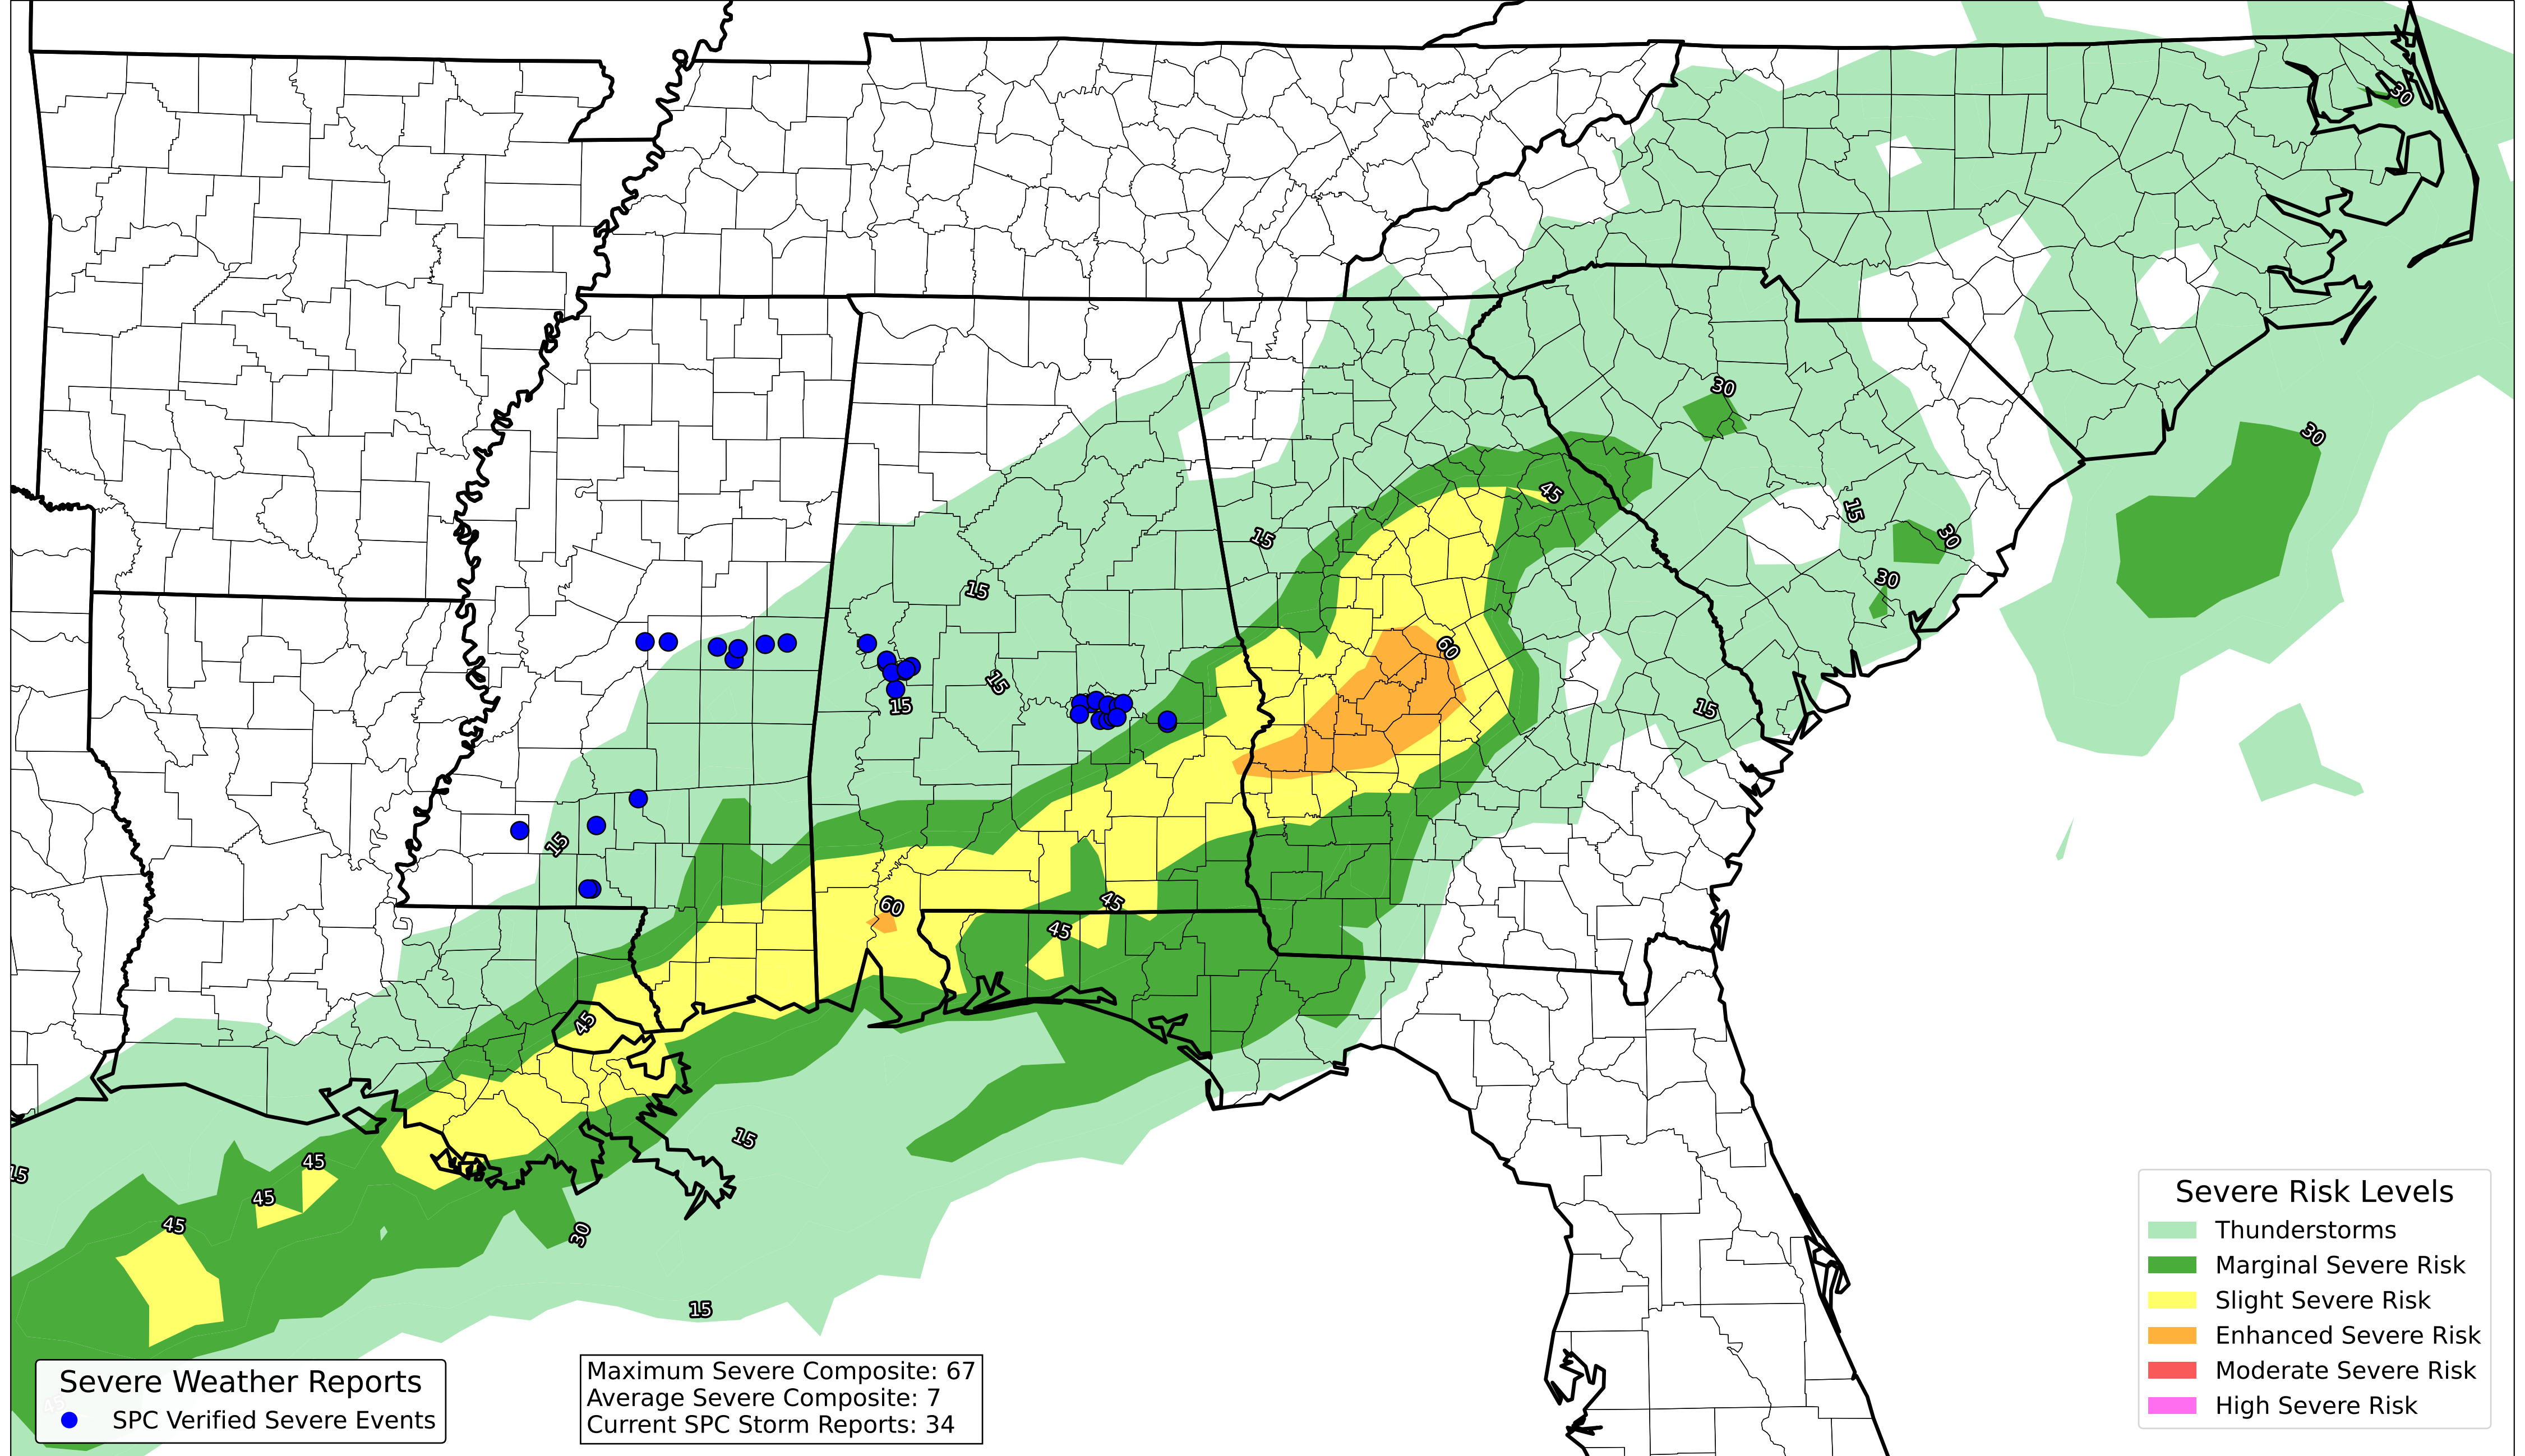 30
30
30
45
15
15
30
30
15
60
15
15
15
15
60
45
45
45
15
45
15
45
45
30
15
45
Severe Risk Levels
Thunderstorms
Marginal Severe Risk
Slight Severe Risk
Enhanced Severe Risk
Moderate Severe Risk
High Severe Risk
Severe Weather Reports
SPC Verified Severe Events
Maximum Severe Composite: 67
Average Severe Composite: 7
Current SPC Storm Reports: 34